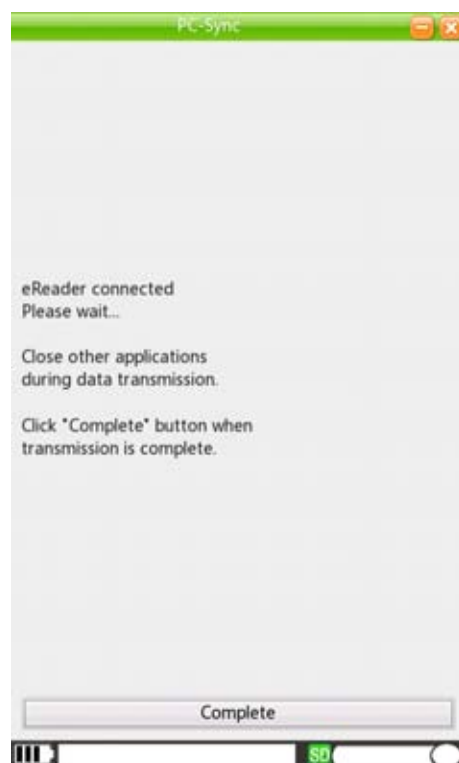 PC-Sync
eReader connected
Please wait...
Close other applications
during data transmission.
Click "Complete" button when
transmission is complete.
Complete
SD